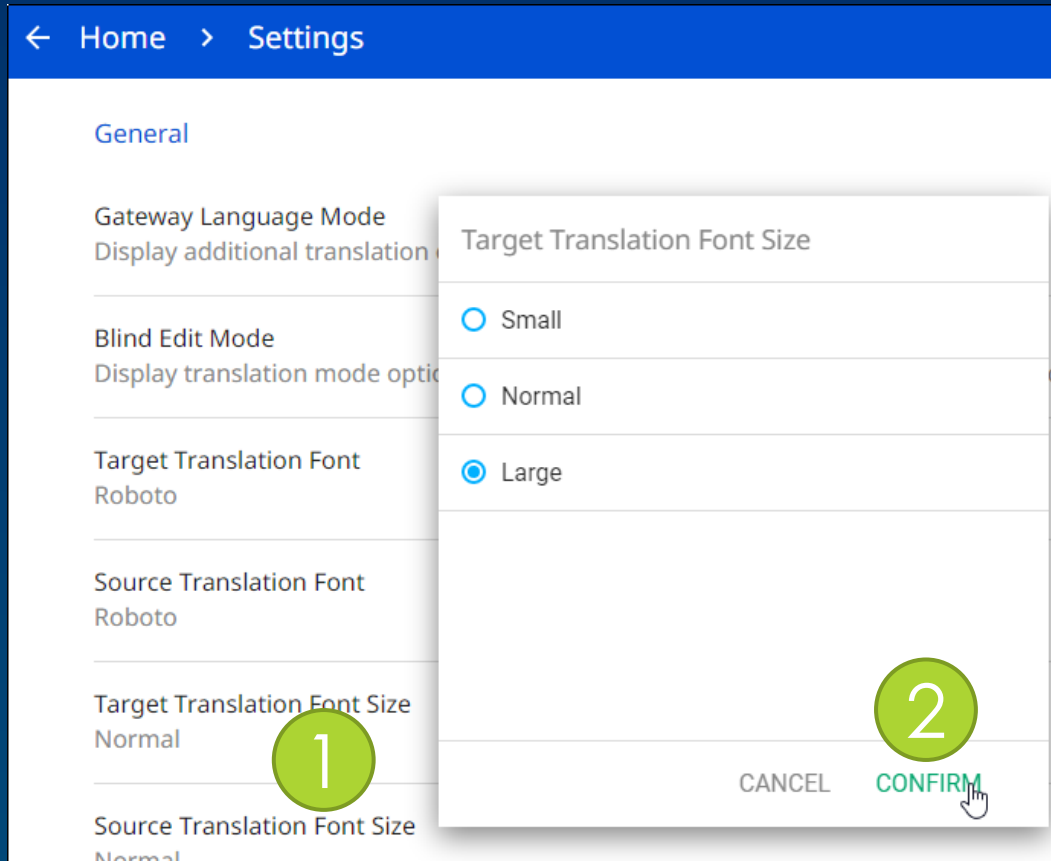 Home > Settings
General
Gateway Language Mode
Display additional translation
Blind Edit Mode
Display translation mode
Target Translation Font
Roboto
Source Translation Font
Roboto
Target Translation Font Size
Normal
1
Source Translation Font Size
Normal
Target Translation Font Size
Small
Normal
Large
2
CANCEL CONFIRM